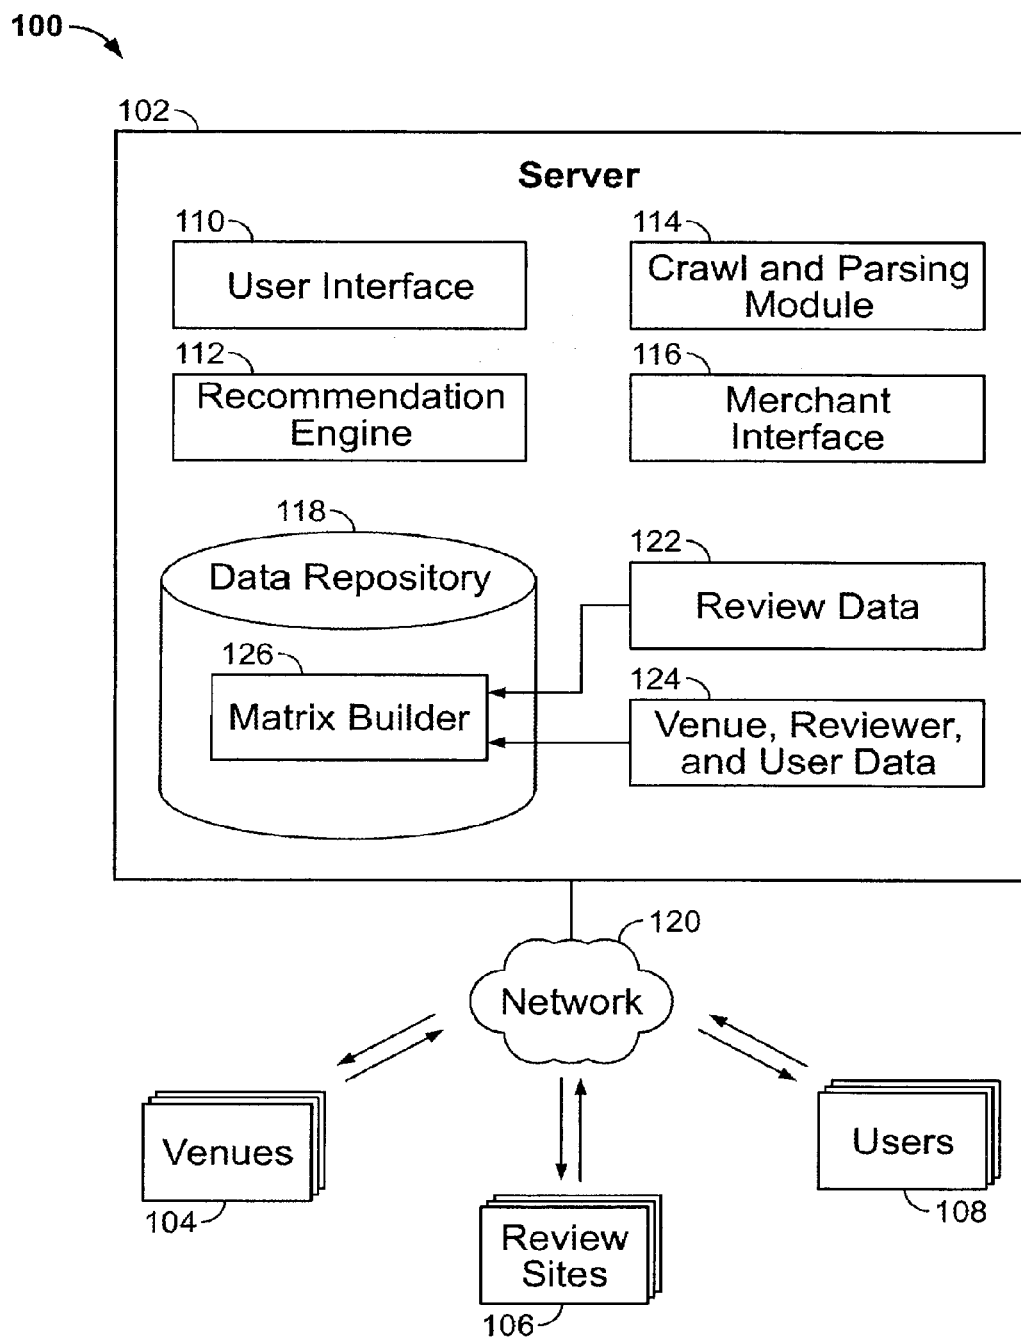 100
102
Server
110
User Interface
114
Crawl and Parsing
Module
112
Recommendation
Engine
116
Merchant
Interface
118
Data Repository
122
Review Data
126
Matrix Builder
124
Venue, Reviewer,
and User Data
120
Network
Venues
104
Review
Sites
106
Users
108